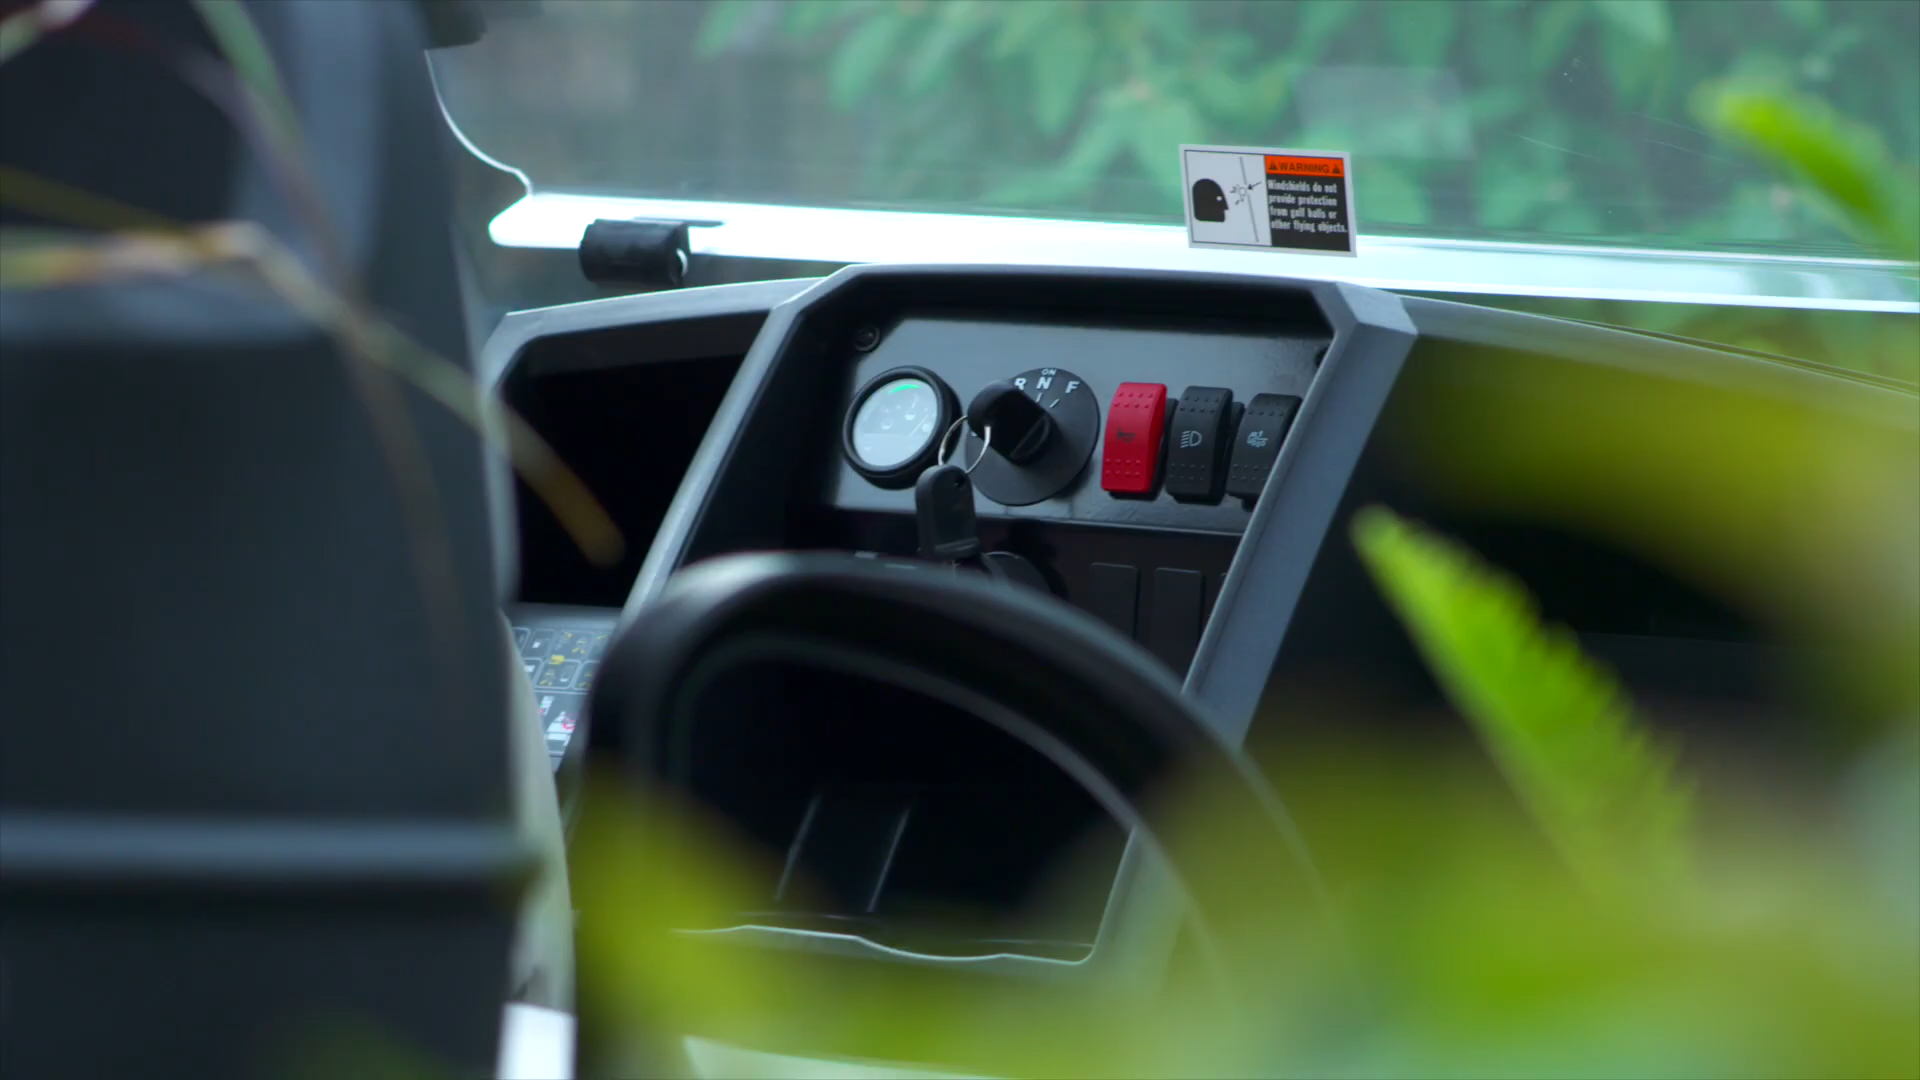 WARNING
Windshields do not
provide protection
from golf balls or
other flying objects.
ON
R N F